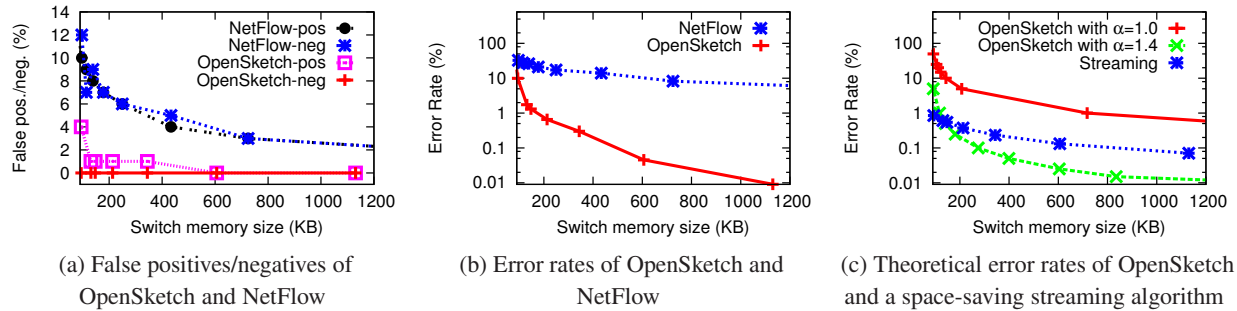 False pos./neg. (%)
14
12
10
8
6
4
2
0
NetFlow-pos
NetFlow-neg
OpenSketch-pos
OpenSketch-neg
200 400 600 800 1000 1200
Switch memory size (KB)
(a) False positives/negatives of
OpenSketch and NetFlow
Error Rate (%)
100
10
1
0.1
0.01
NetFlow
OpenSketch
200 400 600 800 1000 1200
Switch memory size (KB)
(b) Error rates of OpenSketch and
NetFlow
Error Rate (%)
100
10
1
0.1
0.01
OpenSketch with α=1.0
OpenSketch with α=1.4
Streaming
200 400 600 800 1000 1200
Switch memory size (KB)
(c) Theoretical error rates of OpenSketch
and a space-saving streaming algorithm